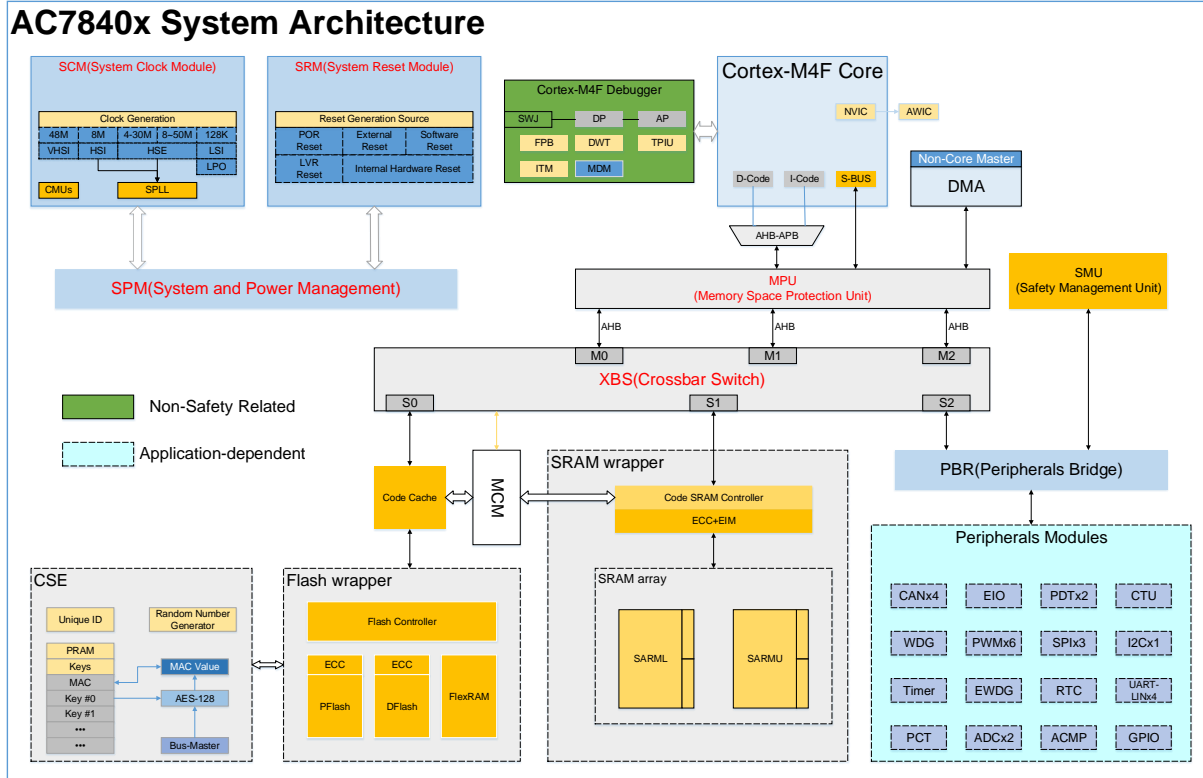 AC7840x System Architecture
SCM(System Clock Module)
Clock Generation
48M
8M
4-30M
8~50M
128K
VHSI
HSI
HSE
LSI
LPO
CMUs
SPLL
SRM(System Reset Module)
Reset Generation Source
POR
Reset
External
Reset
Software
Reset
LVR
Reset
Internal Hardware Reset
SPM(System and Power Management)
Cortex-M4F Debugger
SWJ
DP
AP
FPB
DWT
TPIU
ITM
MDM
Cortex-M4F Core
NVIC
AWIC
D-Code
I-Code
S-BUS
Non-Core Master
DMA
AHB-APB
MPU
(Memory Space Protection Unit)
SMU
(Safety Management Unit)
AHB
AHB
AHB
M0
M1
M2
XBS(Crossbar Switch)
S0
S1
S2
Non-Safety Related
Application-dependent
Code Cache
MCM
SRAM wrapper
Code SRAM Controller
ECC+EIM
SRAM array
SARML
SARMU
PBR(Peripherals Bridge)
Peripherals Modules
CANx4
EIO
PDTx2
CTU
WDG
PWMx6
SPIx3
I2Cx1
Timer
EWDG
RTC
UART-
LINx4
PCT
ADCx2
ACMP
GPIO
CSE
Unique ID
Random Number
Generator
PRAM
Keys
MAC
Key #0
Key #1
•••
•••
MAC Value
AES-128
Bus-Master
Flash wrapper
Flash Controller
ECC
PFlash
ECC
DFlash
FlexRAM